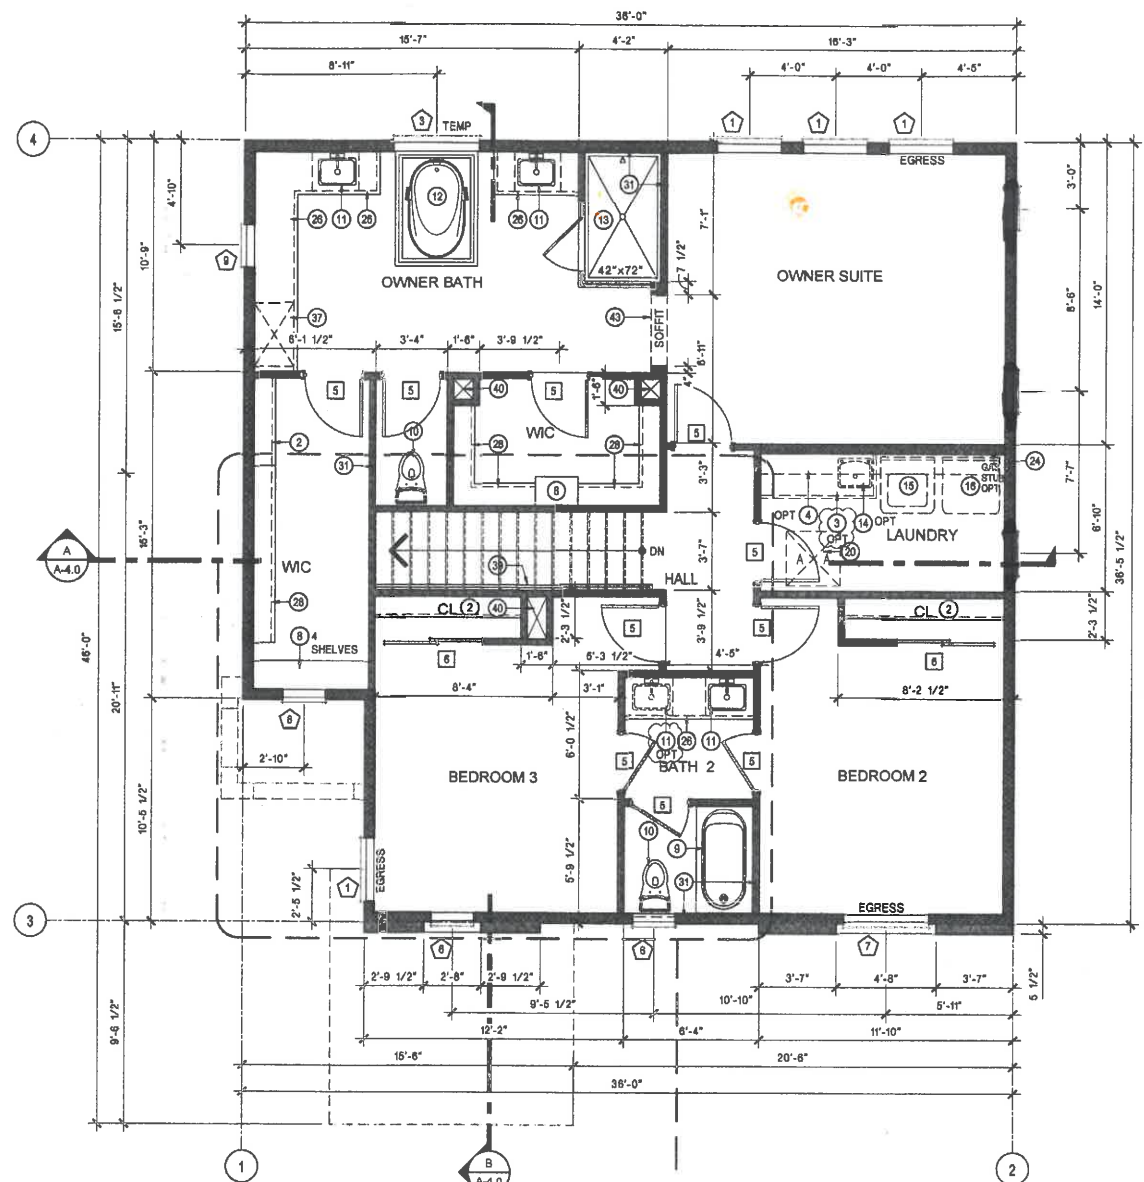 36'-0"
15'-7" 4'-2" 16'-3"
8'-11" 4'-0" 4'-0" 4'-5"
3 TEMP 1 1 1
4 EGRESS
4'-10" 3'-0"
12 31
26 11 26 26 11 13 7'-1"
9 10'-9" 42"x72" 7 1/2"
OWNER BATH OWNER SUITE
15'-6 1/2" 8'-6" 14'-0"
37 43 SOFFIT
6'-1 1/2" 3'-4" 1'-6" 3'-9 1/2" 6'-11"
5 5 40 5 1'-6" 40 4"
2 10 WIC 5
31 28 28 3'-3" 24
15 16 GAS STUB OPT
8 7'-7"
OPT 4 3 14 OPT
OPT LAUNDRY 6'-10"
20
A
A-4.0
16'-3" DN 3'-7" 5
WIC 39 HALL 36'-5 1/2"
28 CL 2 40 2'-3 1/2" 3'-9 1/2" CL 2
8 4 SHELVES 5 5 2'-3 1/2"
6 1'-6" 5'-3 1/2" 4'-5" 6
46'-0" 20'-11"
8'-4" 3'-1" 8'-2 1/2"
8 6'-0 1/2" 11 26 11
2'-10" 5 OPT 5
BEDROOM 3 BATH 2 BEDROOM 2
10'-5 1/2" 5
10 9
EGRESS 5'-9 1/2" 31
1 2'-5 1/2"
3 EGRESS
6 6 7
2'-9 1/2" 2'-8" 2'-9 1/2" 3'-7" 4'-8" 3'-7" 5 1/2"
9'-6 1/2" 9'-5 1/2" 10'-10" 5'-11"
12'-2" 6'-4" 11'-10"
15'-6" 20'-6"
36'-0"
1 B 2
A-4.0